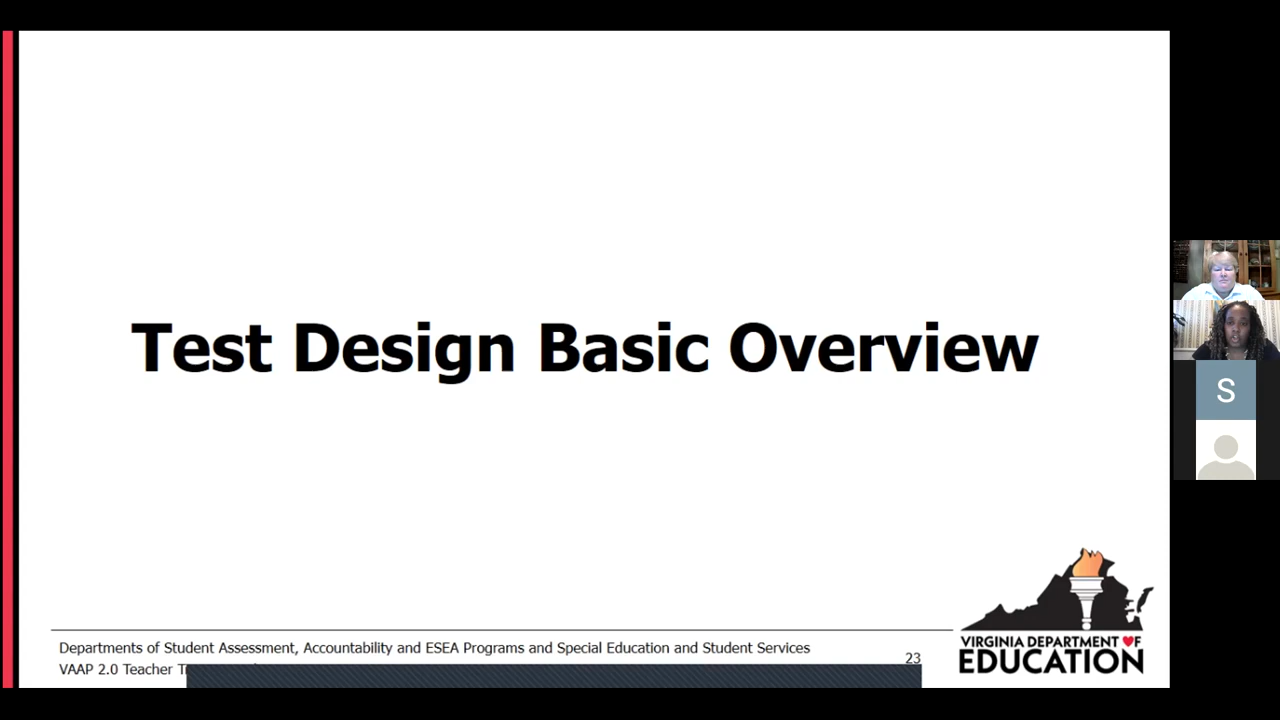 Test Design Basic Overview
Departments of Student Assessment, Accountability and ESEA Programs and Special Education and Student Services
VAAP 2.0 Teacher
23
VIRGINIA DEPARTMENT OF
EDUCATION
S